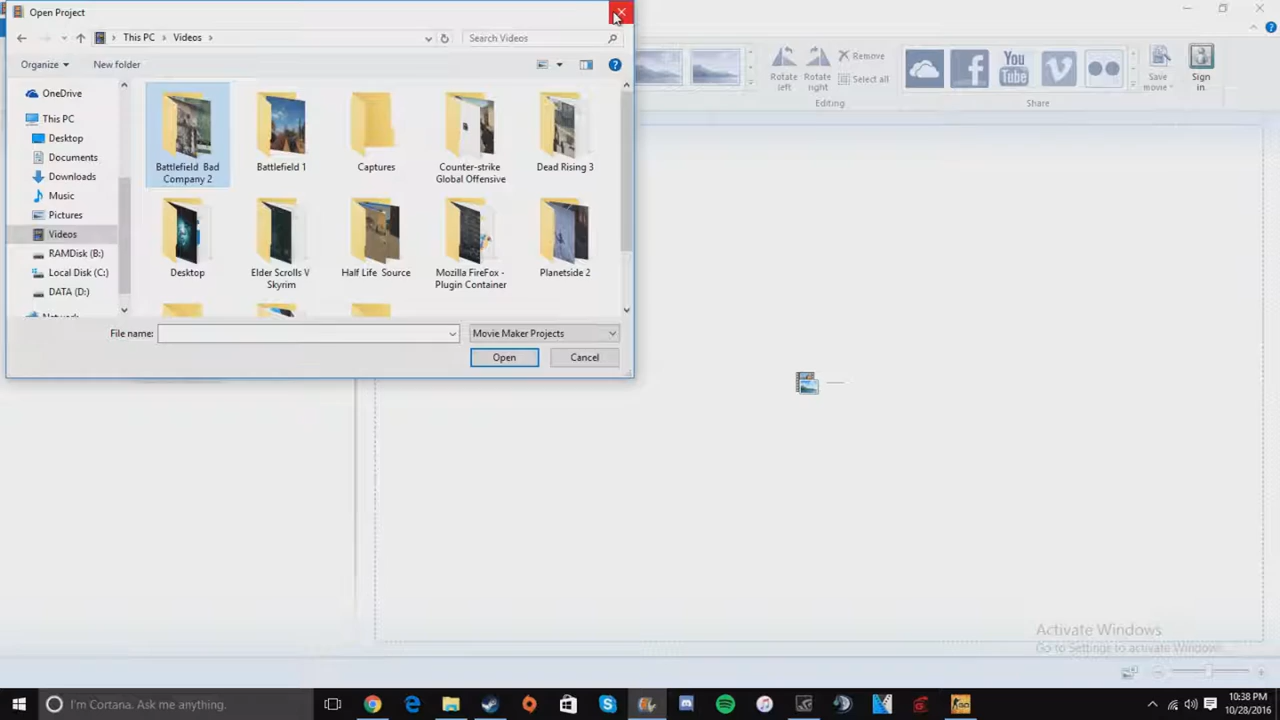 Open Project
This PC
Videos
Search Videos
Organize
New folder
OneDrive
This PC
Desktop
Documents
Downloads
Music
Pictures
Videos
RAMDisk (B:)
Local Disk (C:)
DATA (D:)
Network
Battlefield Bad
Company 2
Battlefield 1
Captures
Counter-strike
Global Offensive
Dead Rising 3
Desktop
Elder Scrolls V
Skyrim
Half Life Source
Mozilla FireFox -
Plugin Container
Planetside 2
File name:
Movie Maker Projects
Open
Cancel
Rotate
left
Rotate
right
Remove
Select all
Editing
You
Tube
Share
Save
movie
Sign
in
Activate Windows
Go to Settings to activate Windows.
I'm Cortana. Ask me anything.
GO
10:38 PM
10/28/2016